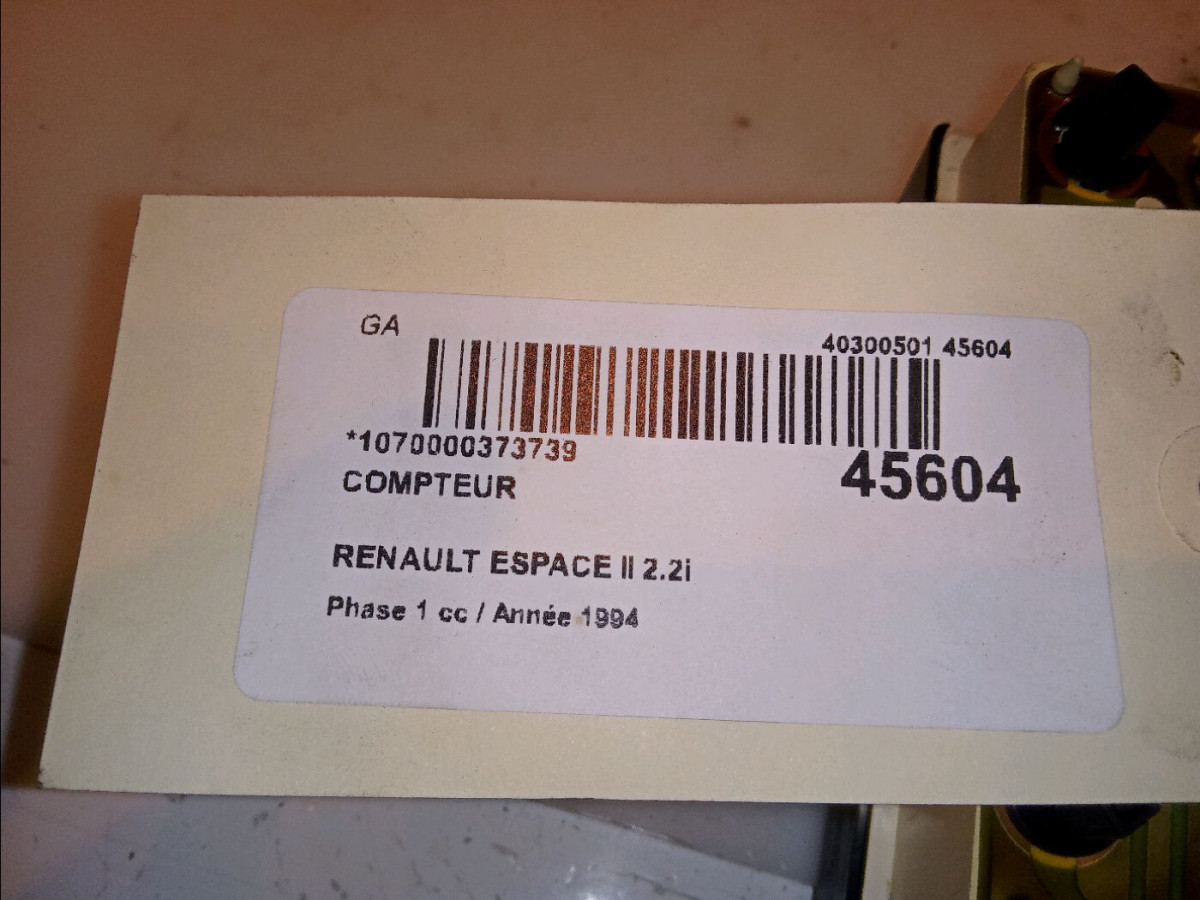 GA
40300501 45604
*1070000373739
45604
COMPTEUR
RENAULT ESPACE II 2.2i
Phase 1 cc / Année 1994